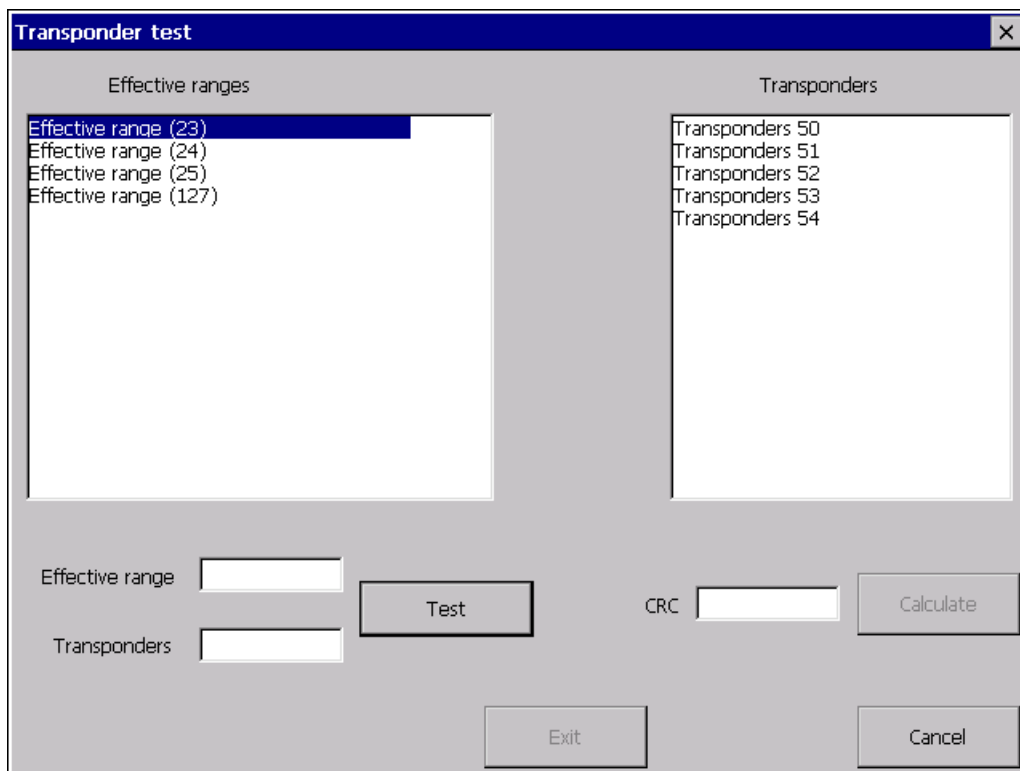 Transponder test
Effective ranges
Transponders
Effective range (23)
Effective range (24)
Effective range (25)
Effective range (127)
Transponders 50
Transponders 51
Transponders 52
Transponders 53
Transponders 54
Effective range
Transponders
Test
CRC
Calculate
Exit
Cancel